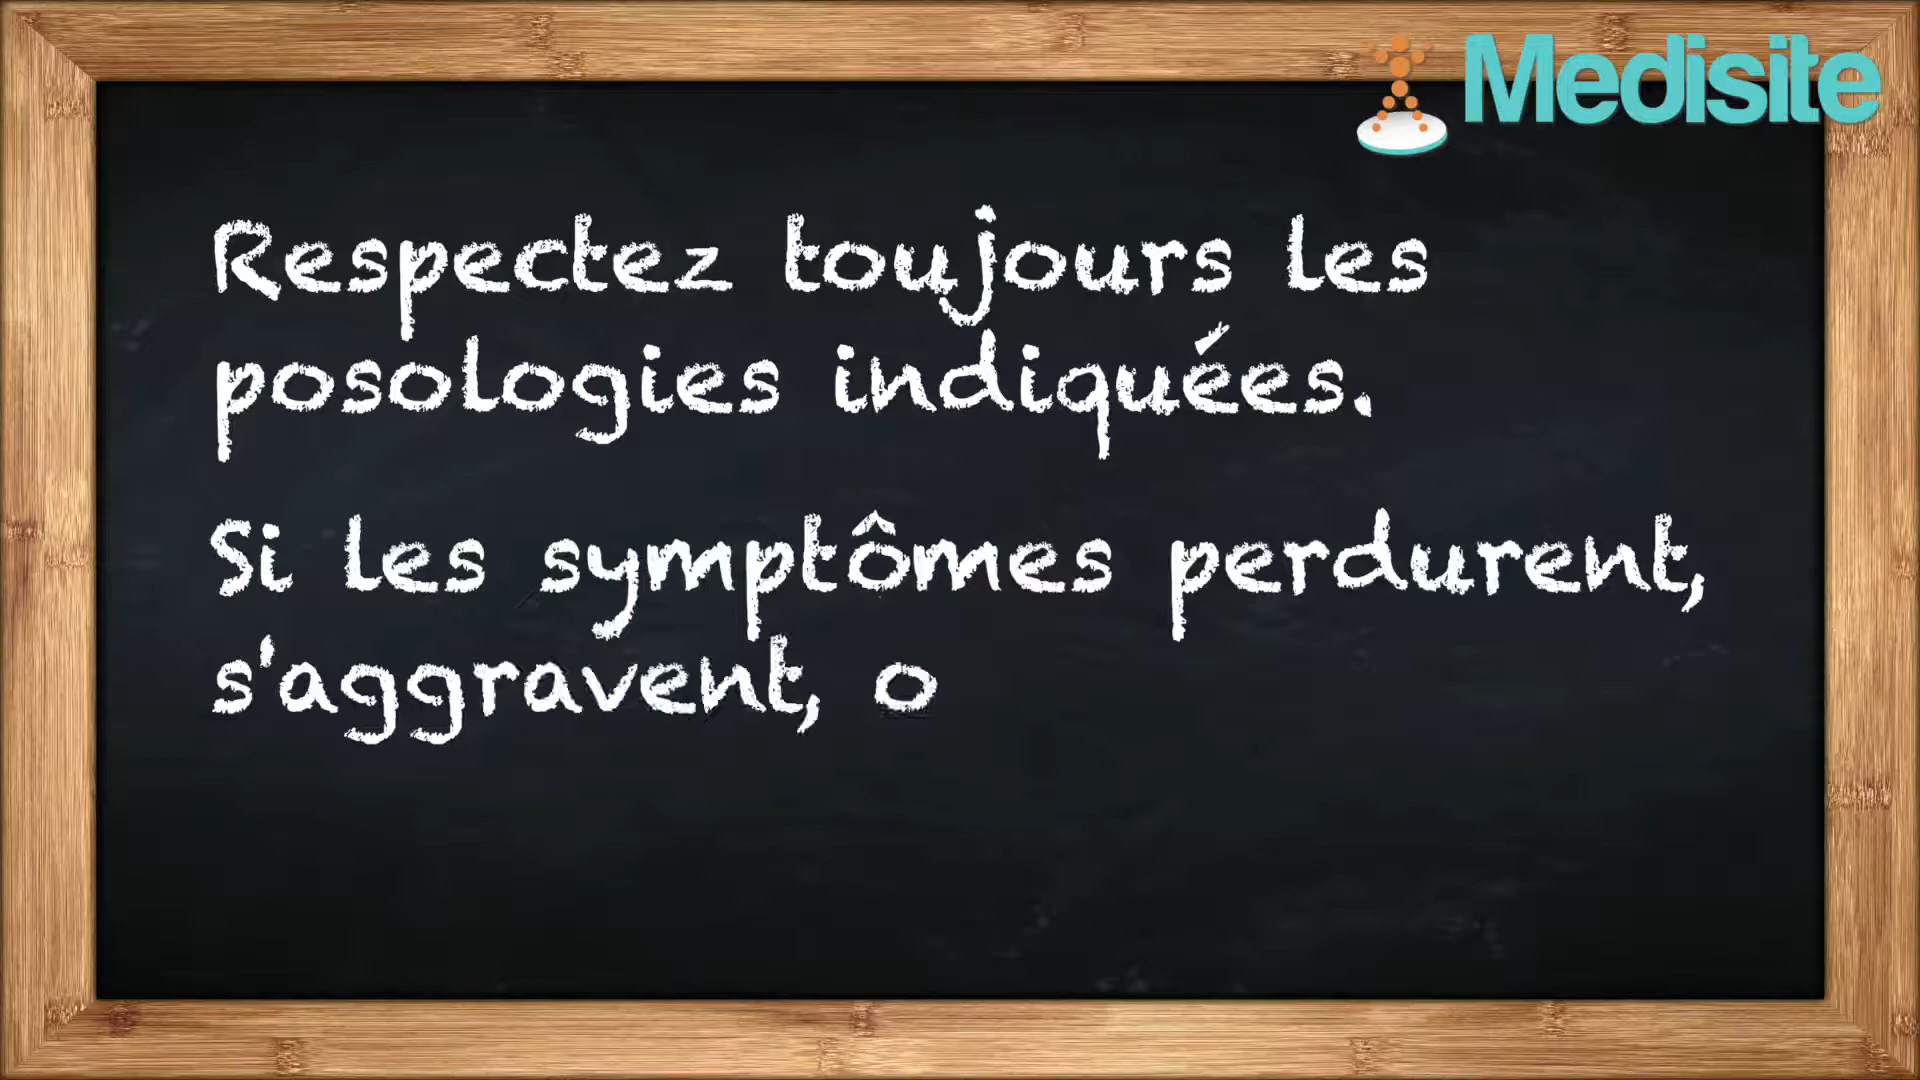 Medisite
Respectez toujours les
posologies indiquées.
Si les symptômes perdurent,
s'aggravent, o